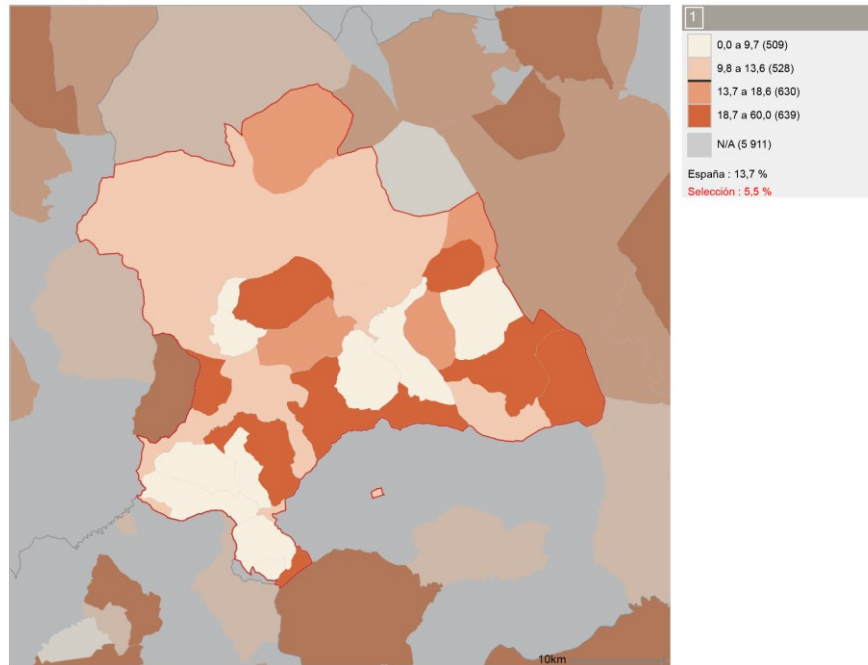 1
0,0 a 9,7 (509)
9,8 a 13,6 (528)
13,7 a 18,6 (630)
18,7 a 60,0 (639)
N/A (5 911)
España : 13,7 %
Selección : 5,5 %
10km